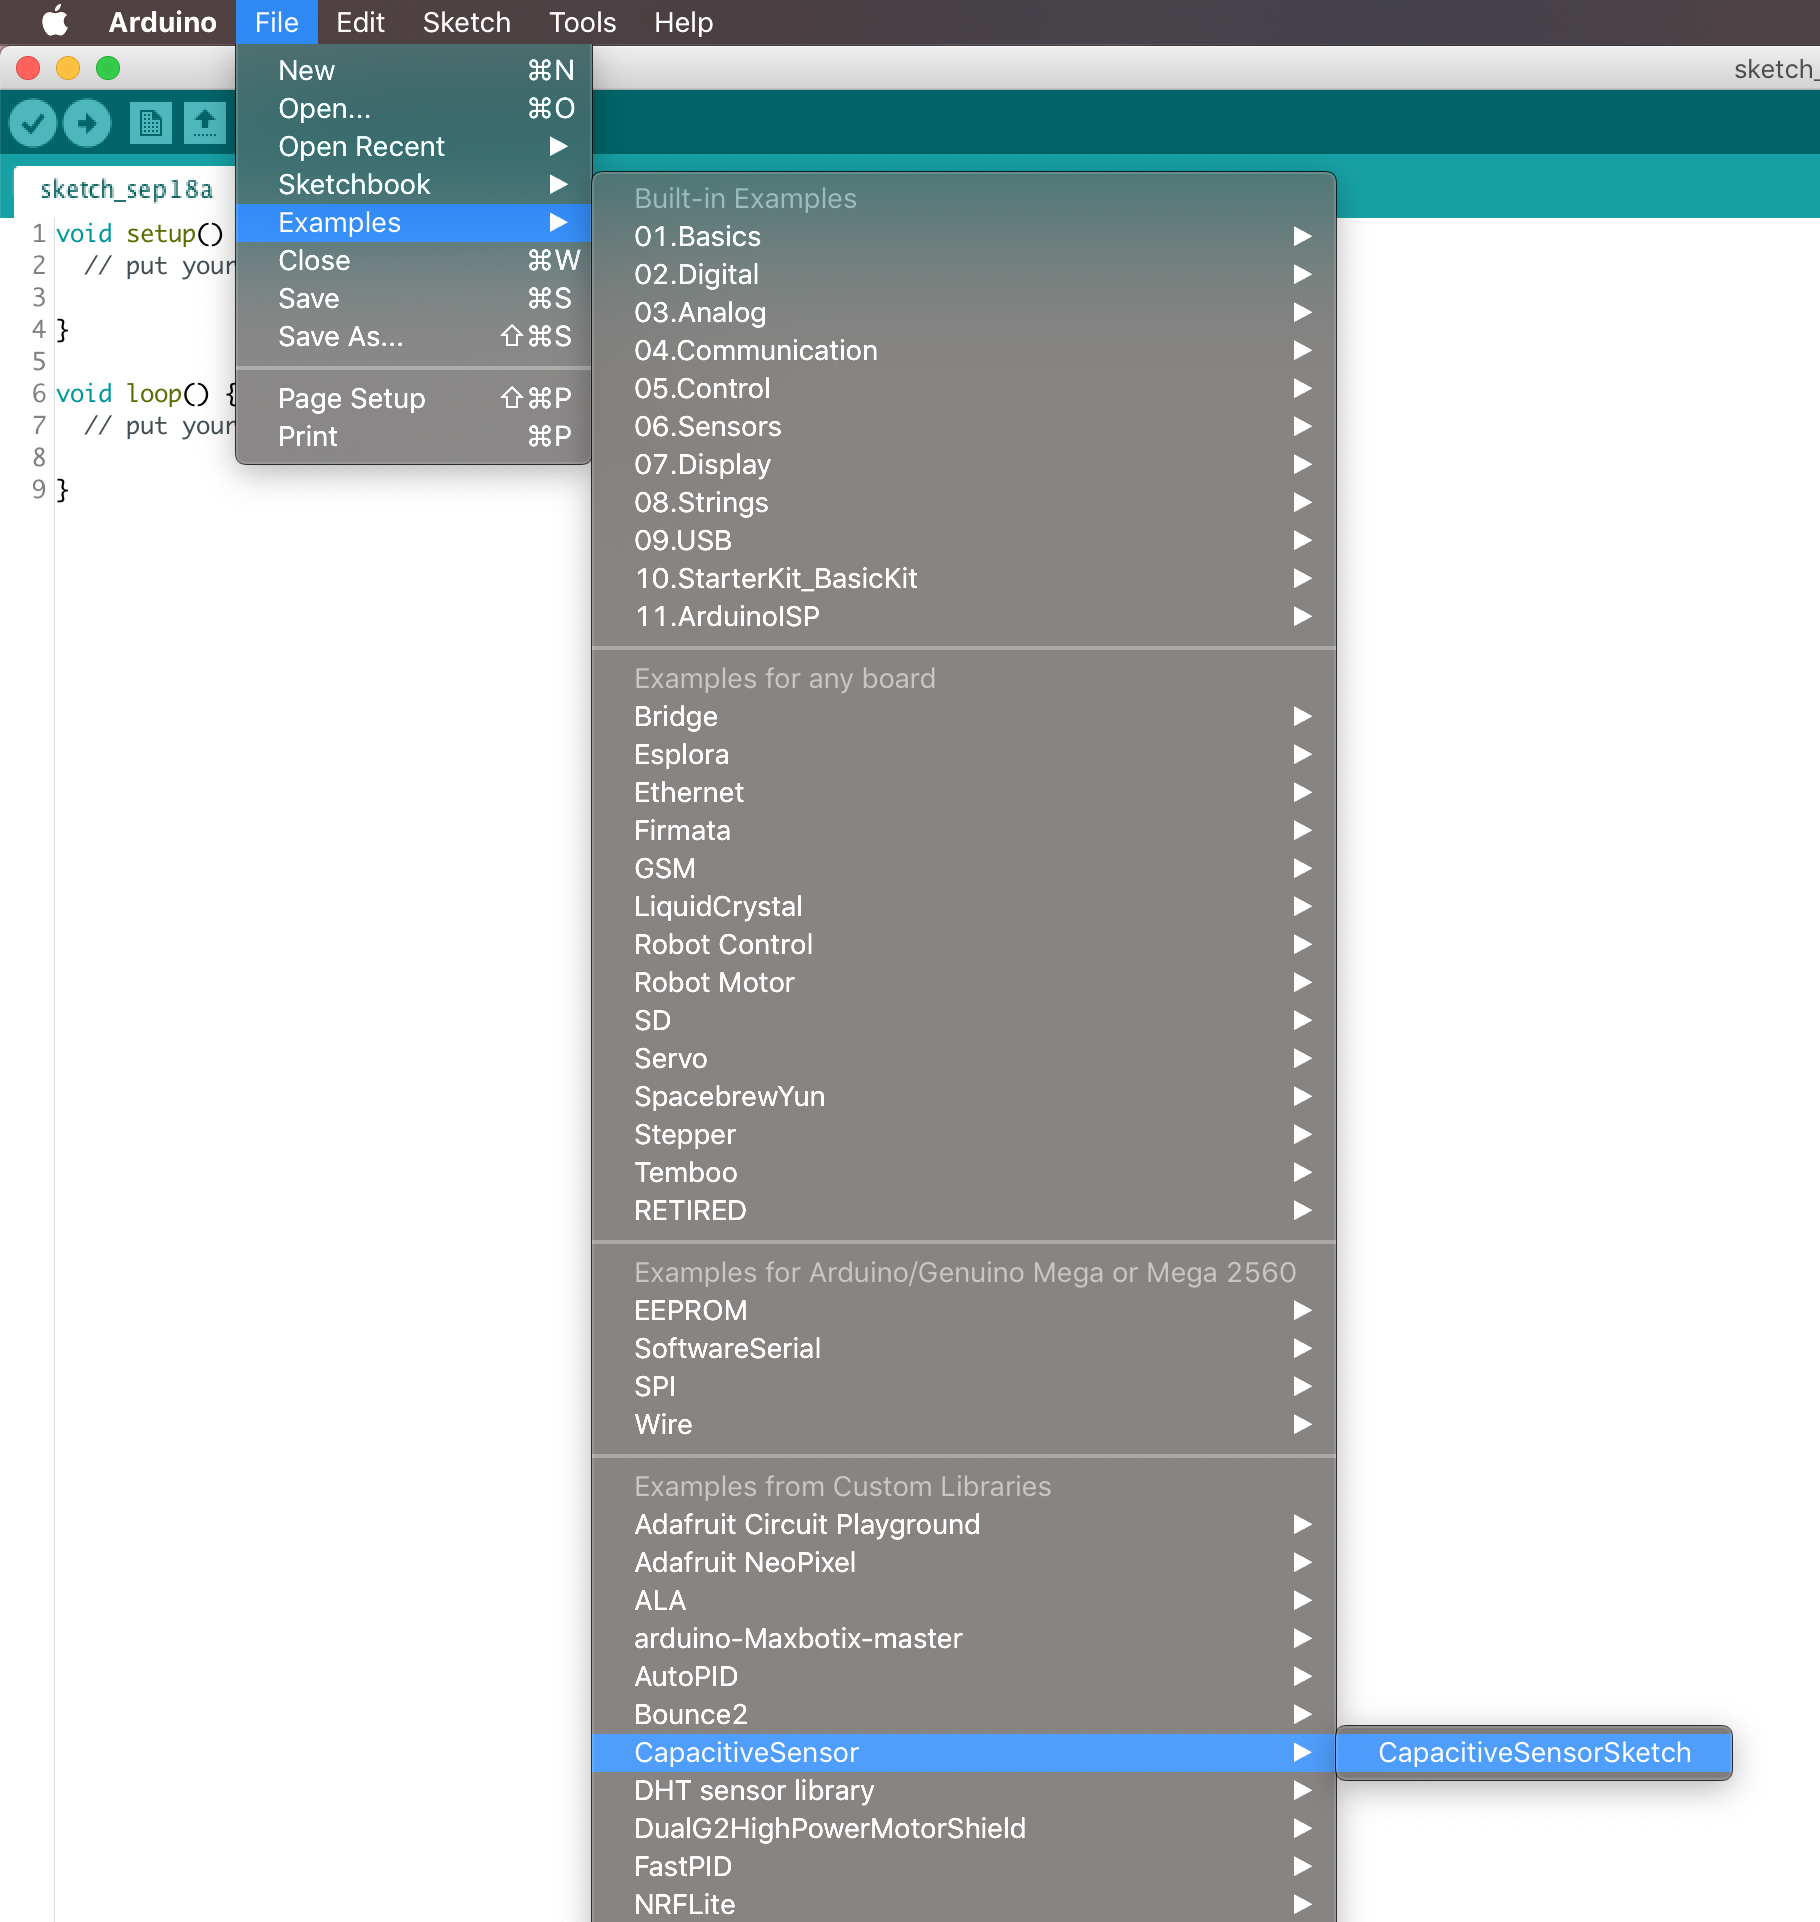 Arduino File Edit Sketch Tools Help
sketch_
New ⌘N
Open... ⌘O
Open Recent ▶
Sketchbook ▶
Examples ▶
Close ⌘W
Save ⌘S
Save As... ⇧⌘S
Page Setup ⇧⌘P
Print ⌘P
sketch_sep18a
1 void setup()
2 // put your
3
4 }
5
6 void loop() {
7 // put your
8
9 }
Built-in Examples
01.Basics ▶
02.Digital ▶
03.Analog ▶
04.Communication ▶
05.Control ▶
06.Sensors ▶
07.Display ▶
08.Strings ▶
09.USB ▶
10.StarterKit_BasicKit ▶
11.ArduinoISP ▶
Examples for any board
Bridge ▶
Esplora ▶
Ethernet ▶
Firmata ▶
GSM ▶
LiquidCrystal ▶
Robot Control ▶
Robot Motor ▶
SD ▶
Servo ▶
SpacebrewYun ▶
Stepper ▶
Temboo ▶
RETIRED ▶
Examples for Arduino/Genuino Mega or Mega 2560
EEPROM ▶
SoftwareSerial ▶
SPI ▶
Wire ▶
Examples from Custom Libraries
Adafruit Circuit Playground ▶
Adafruit NeoPixel ▶
ALA ▶
arduino-Maxbotix-master ▶
AutoPID ▶
Bounce2 ▶
CapacitiveSensor ▶
CapacitiveSensorSketch
DHT sensor library ▶
DualG2HighPowerMotorShield ▶
FastPID ▶
NRFLite ▶